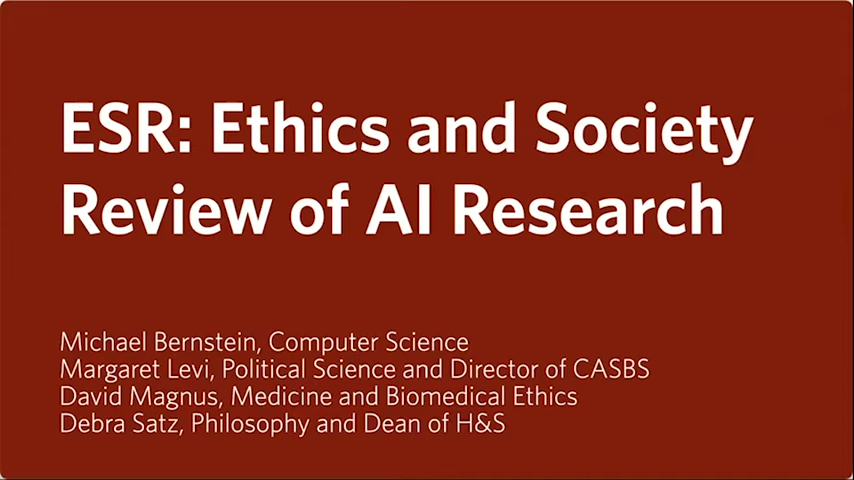 ESR: Ethics and Society
Review of AI Research
Michael Bernstein, Computer Science
Margaret Levi, Political Science and Director of CASBS
David Magnus, Medicine and Biomedical Ethics
Debra Satz, Philosophy and Dean of H&S